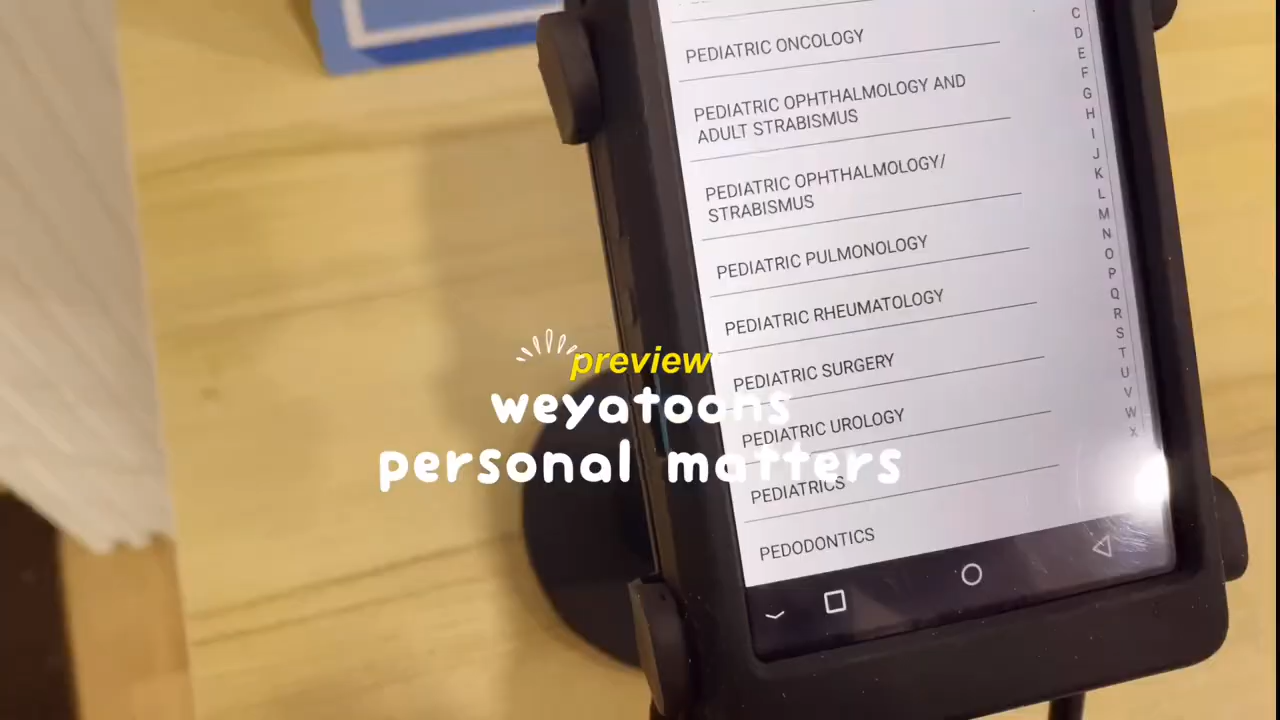 PEDIATRIC ONCOLOGY
PEDIATRIC OPHTHALMOLOGY AND
ADULT STRABISMUS
PEDIATRIC OPHTHALMOLOGY/
STRABISMUS
PEDIATRIC PULMONOLOGY
PEDIATRIC RHEUMATOLOGY
PEDIATRIC SURGERY
PEDIATRIC UROLOGY
PEDIATRICS
PEDODONTICS
C
D
E
F
G
H
I
J
K
L
M
N
O
P
Q
R
S
T
U
V
W
X
preview
weyatoons
personal matters